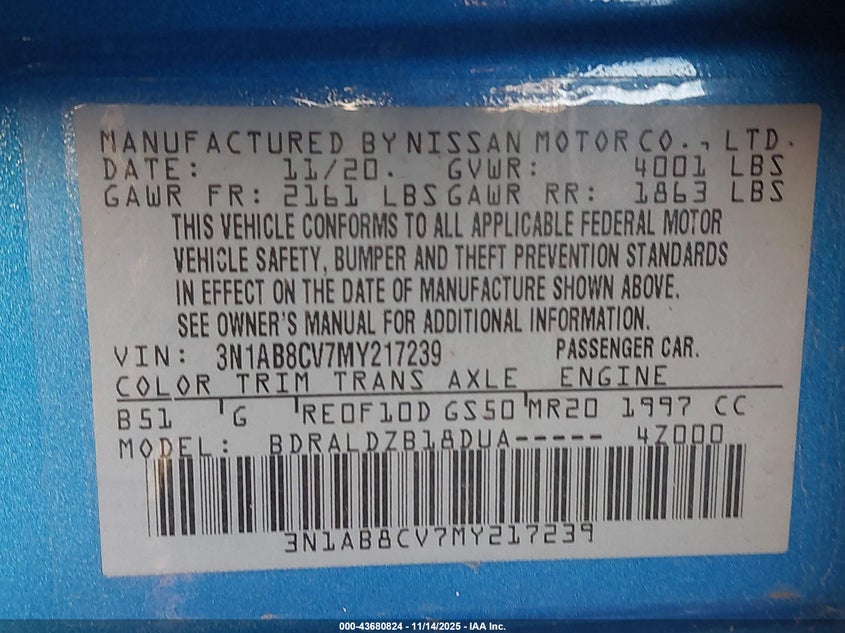 MANUFACTURED BY NISSAN MOTOR CO., LTD.
DATE: 11/20. GVWR: 4001 LBS
GAWR FR: 2161 LBS GAWR RR: 1863 LBS
THIS VEHICLE CONFORMS TO ALL APPLICABLE FEDERAL MOTOR
VEHICLE SAFETY, BUMPER AND THEFT PREVENTION STANDARDS
IN EFFECT ON THE DATE OF MANUFACTURE SHOWN ABOVE.
SEE OWNER'S MANUAL FOR ADDITIONAL INFORMATION.
VIN: 3N1AB8CV7MY217239 PASSENGER CAR.
COLOR TRIM TRANS AXLE ENGINE
B51 G RE0F10D GS50 MR20 1997 CC
MODEL: BDRALDZB18DUA----- 4Z000
3N1AB8CV7MY217239
000-43680824 - 11/14/2025 - IAA Inc.